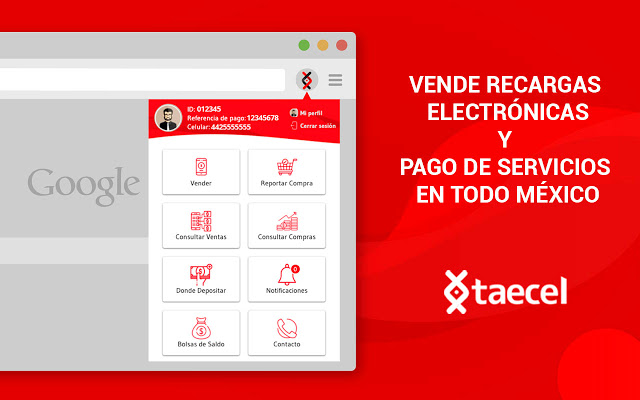 Google
ID: 012345
Referencia de pago: 12345678
Celular: 4425555555
Mi perfil
Cerrar sesión
Vender
Reportar Compra
Consultar Ventas
Consultar Compras
Donde Depositar
0
Notificaciones
Bolsas de Saldo
Contacto
VENDE RECARGAS
ELECTRÓNICAS
Y
PAGO DE SERVICIOS
EN TODO MÉXICO
taecel